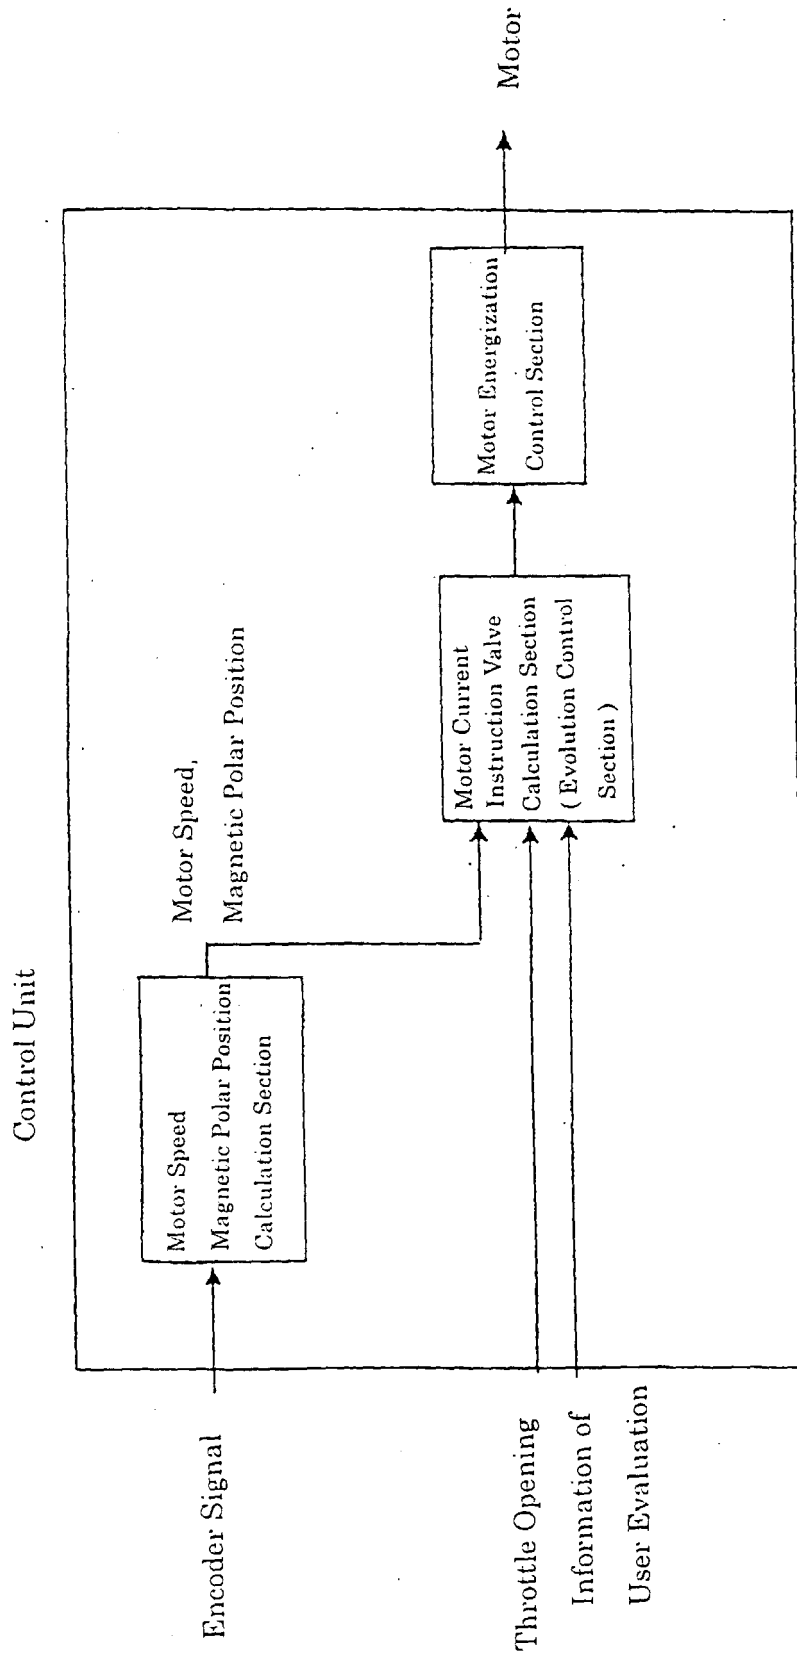 Control Unit
Encoder Signal
Motor Speed
Magnetic Polar Position
Calculation Section
Motor Speed,
Magnetic Polar Position
Throttle Opening
Information of
User Evaluation
Motor Current
Instruction Valve
Calculation Section
( Evolution Control
Section )
Motor Energization
Control Section
Motor